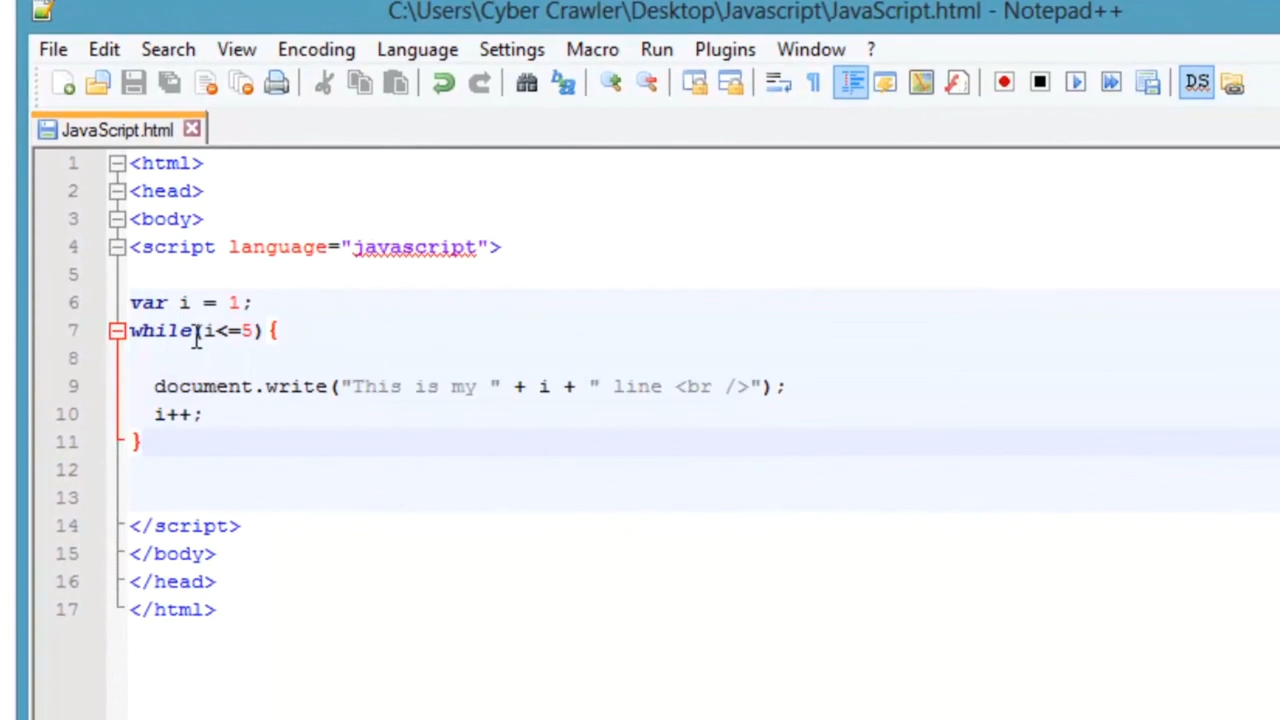 C:\Users\Cyber Crawler\Desktop\Javascript\JavaScript.html - Notepad++
File Edit Search View Encoding Language Settings Macro Run Plugins Window ?
DS
JavaScript.html
1 <html>
2 <head>
3 <body>
4 <script language="javascript">
5
6 var i = 1;
7 while(i<=5){
8
9 document.write("This is my " + i + " line <br />");
10 i++;
11 }
12
13
14 </script>
15 </body>
16 </head>
17 </html>